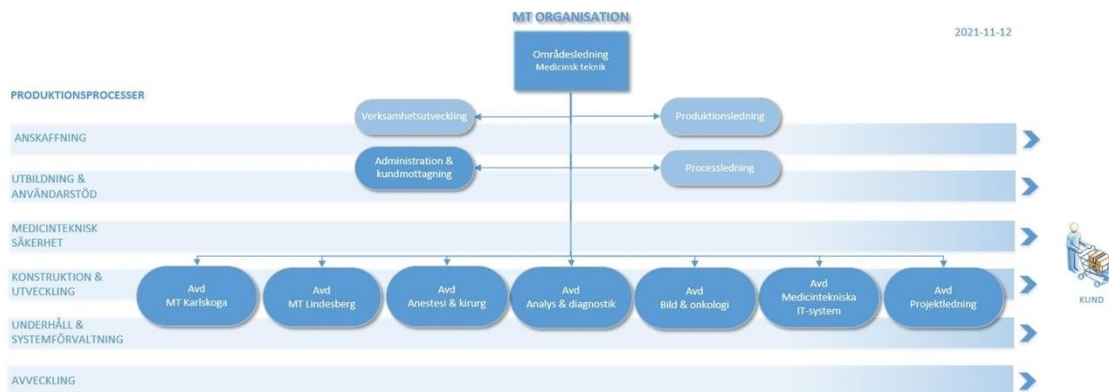 MT ORGANISATION
2021-11-12
Områdesledning
Medicinsk teknik
PRODUKTIONSPROCESSER
Verksamhetsutveckling
Produktionsledning
ANSKAFFNING
Administration &
kundmottagning
Processledning
UTBILDNING &
ANVÄNDARSTÖD
MEDICINTEKNISK
SÄKERHET
KONSTRUKTION &
UTVECKLING
Avd
MT Karlskoga
Avd
MT Lindesberg
Avd
Anestesi & kirurg
Avd
Analys & diagnostik
Avd
Bild & onkologi
Avd
Medicintekniska
IT-system
Avd
Projektledning
KUND
UNDERHÅLL &
SYSTEMFÖRVALTNING
AVVECKLING